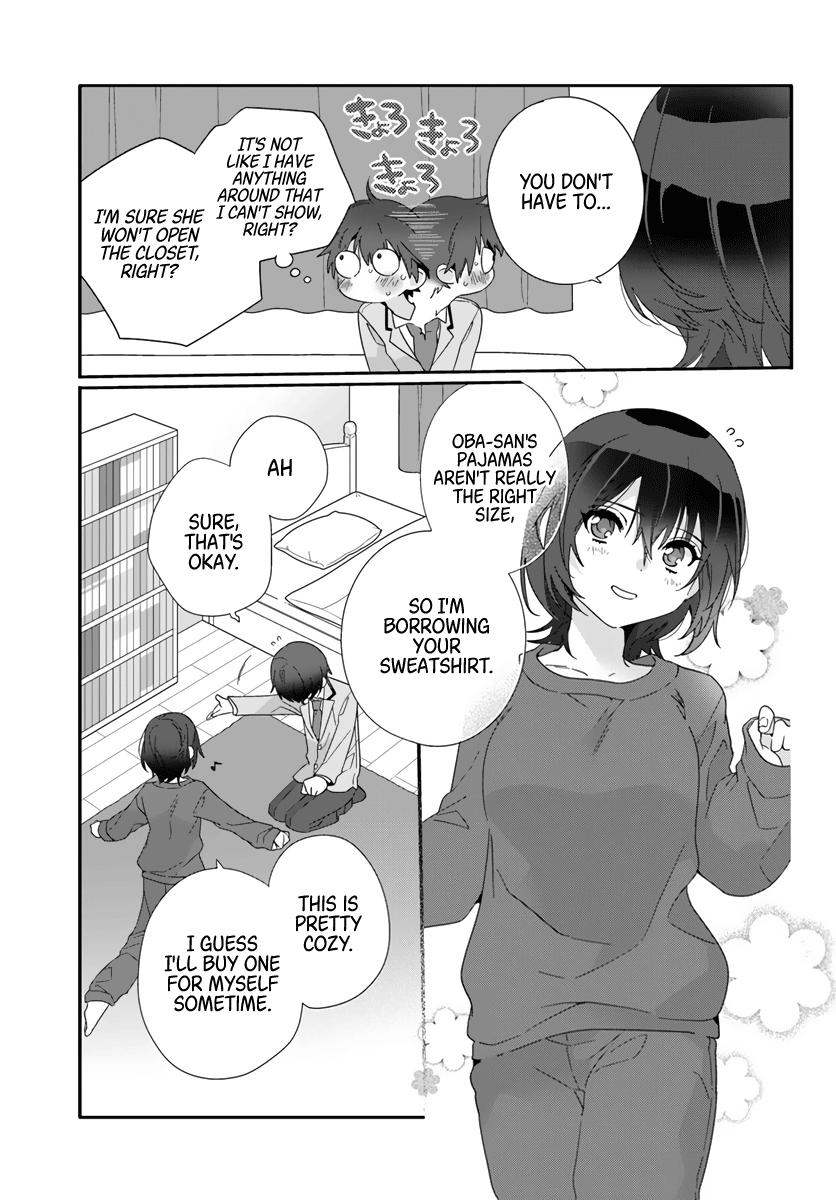 YOU DON'T
HAVE TO...
きょろ
きょろ
きょろ
IT'S NOT
LIKE I HAVE
ANYTHING
AROUND THAT
I CAN'T SHOW,
RIGHT?
I'M SURE SHE
WON'T OPEN
THE CLOSET,
RIGHT?
OBA-SAN'S
PAJAMAS
AREN'T REALLY
THE RIGHT
SIZE,
SO I'M
BORROWING
YOUR
SWEATSHIRT.
AH
SURE,
THAT'S
OKAY.
THIS IS
PRETTY
COZY.
I GUESS
I'LL BUY ONE
FOR MYSELF
SOMETIME.